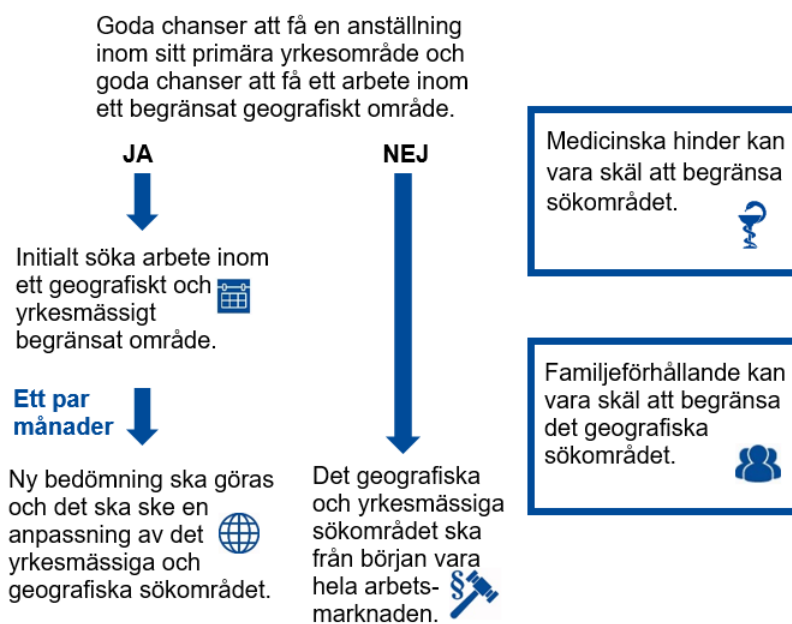 Goda chanser att få en anställning
inom sitt primära yrkesområde och
goda chanser att få ett arbete inom
ett begränsat geografiskt område.
JA
Initialt söka arbete inom
ett geografiskt och
yrkesmässigt
begränsat område.
Ett par
månader
Ny bedömning ska göras
och det ska ske en
anpassning av det
yrkesmässiga och
geografiska sökområdet.
NEJ
Det geografiska
och yrkesmässiga
sökområdet ska
från början vara
hela arbets-
marknaden.
§
Medicinska hinder kan
vara skäl att begränsa
sökområdet.
Familjeförhållande kan
vara skäl att begränsa
det geografiska
sökområdet.